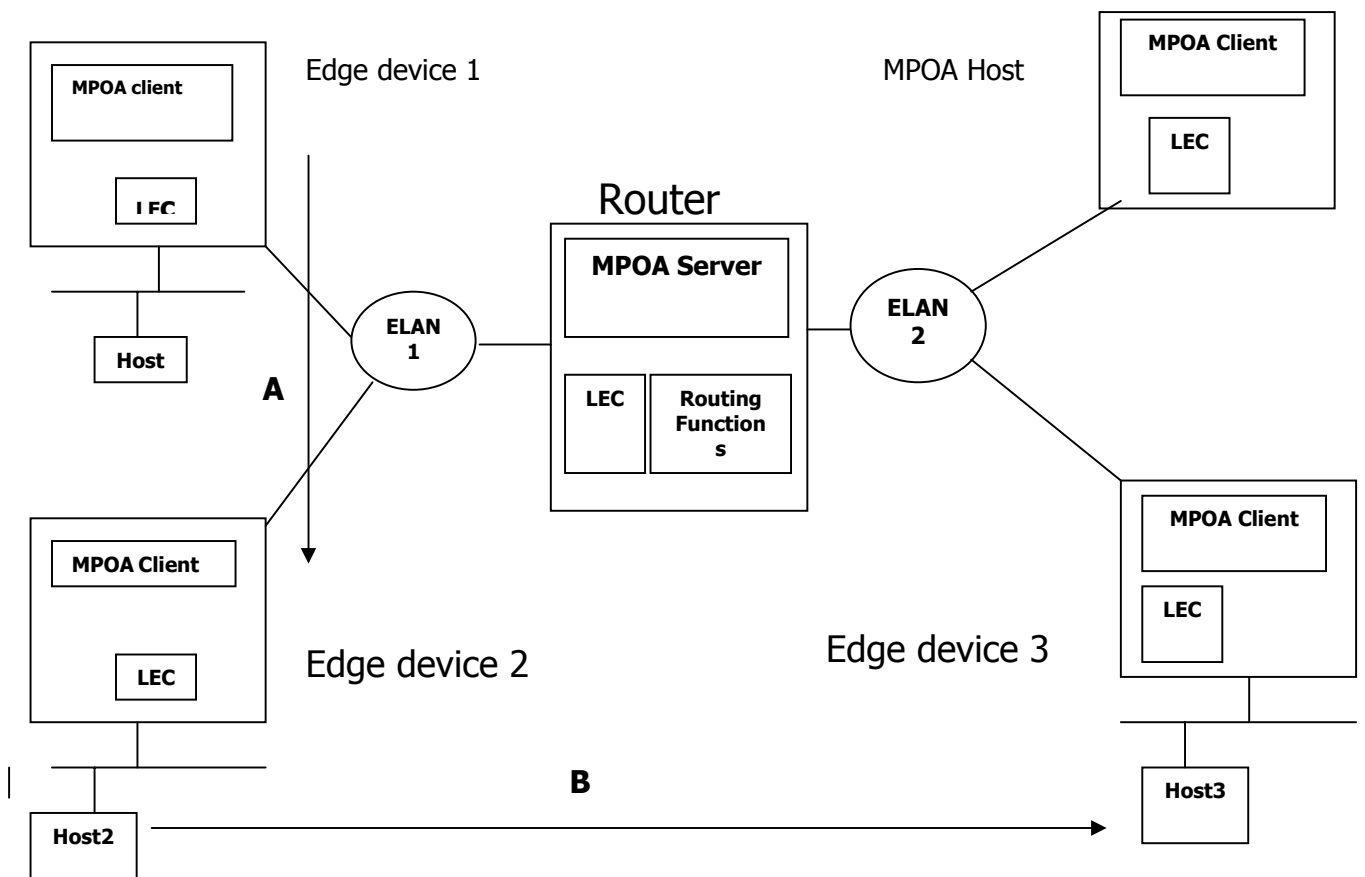 MPOA Client
Edge device 1
MPOA Host
MPOA client
LEC
LEC
Router
MPOA Server
ELAN
1
ELAN
2
Host
A
LEC
Routing
Function
s
MPOA Client
MPOA Client
LEC
Edge device 2
Edge device 3
LEC
B
Host3
Host2